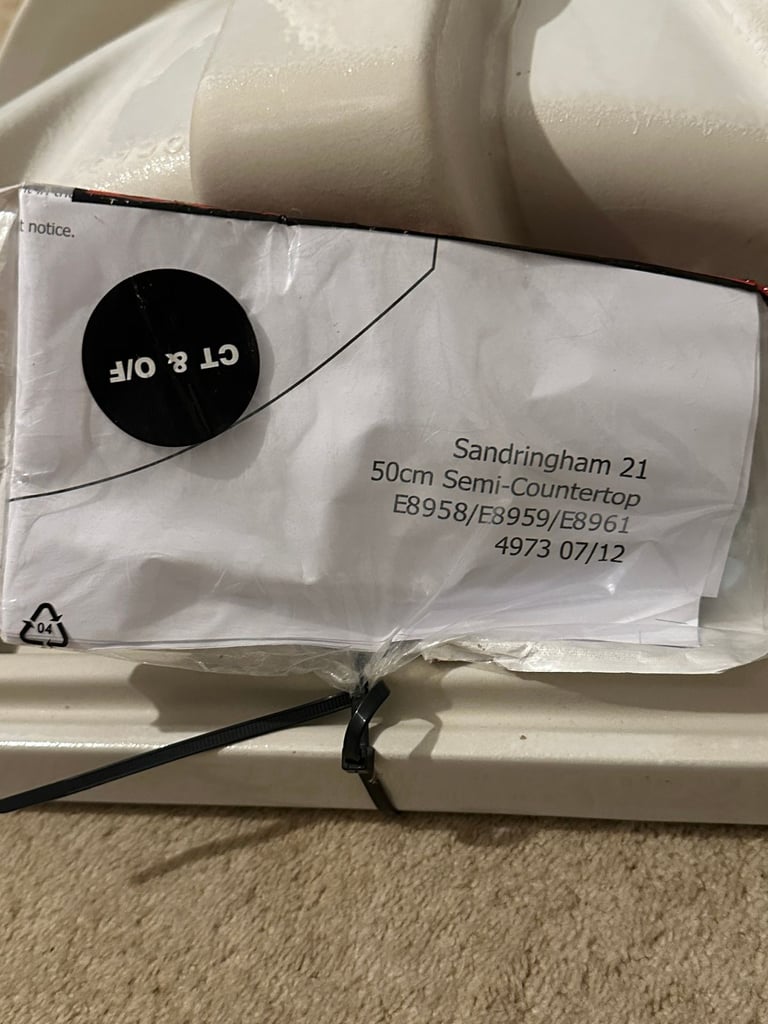 t notice.
CT & O/F
Sandringham 21
50cm Semi-Countertop
E8958/E8959/E8961
4973 07/12
04